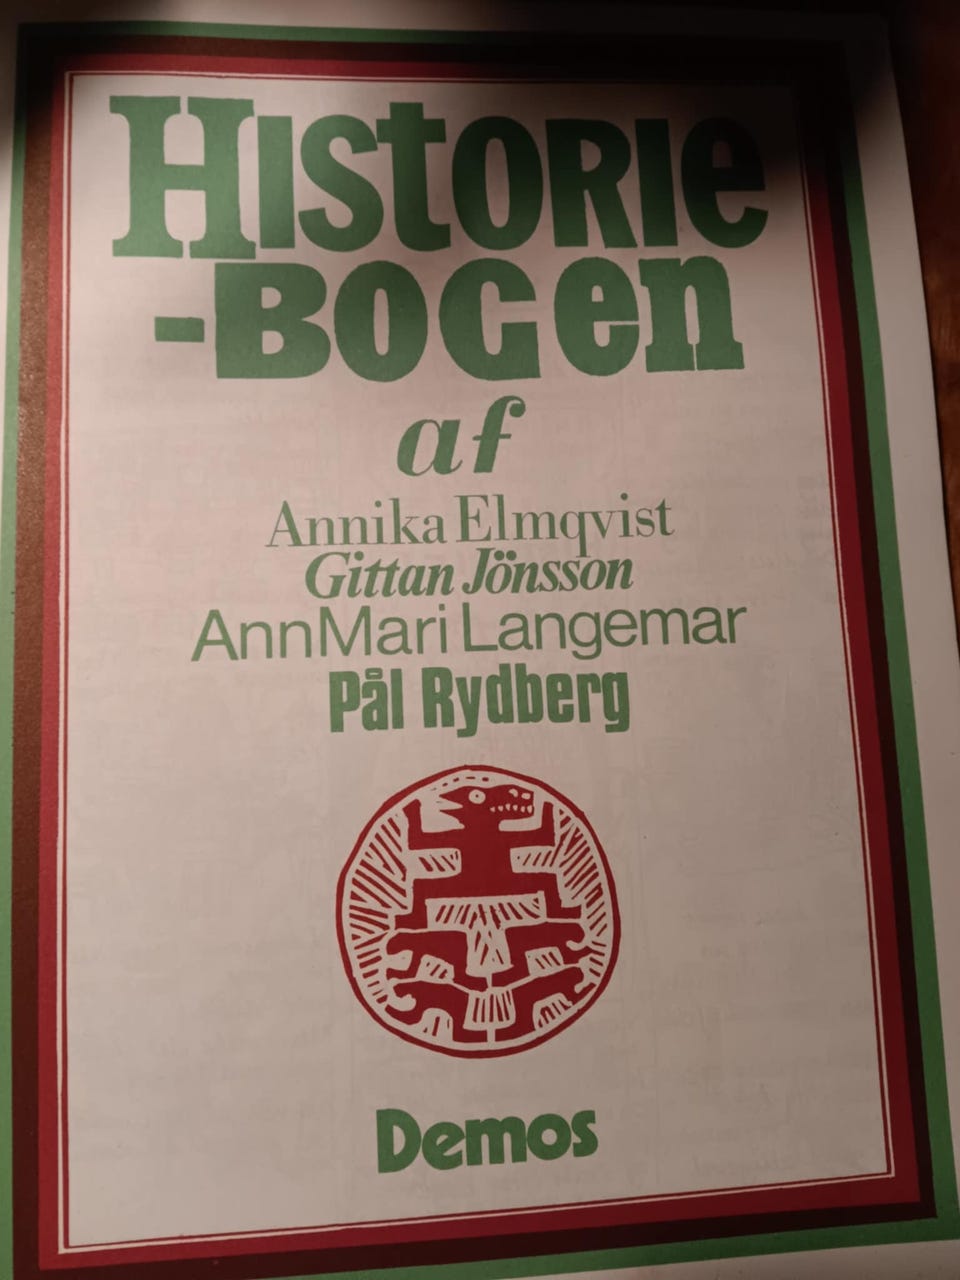 HISTORIE
-BOGEN
af
Annika Elmqvist
Gittan Jönsson
AnnMari Langemar
Pål Rydberg
Demos